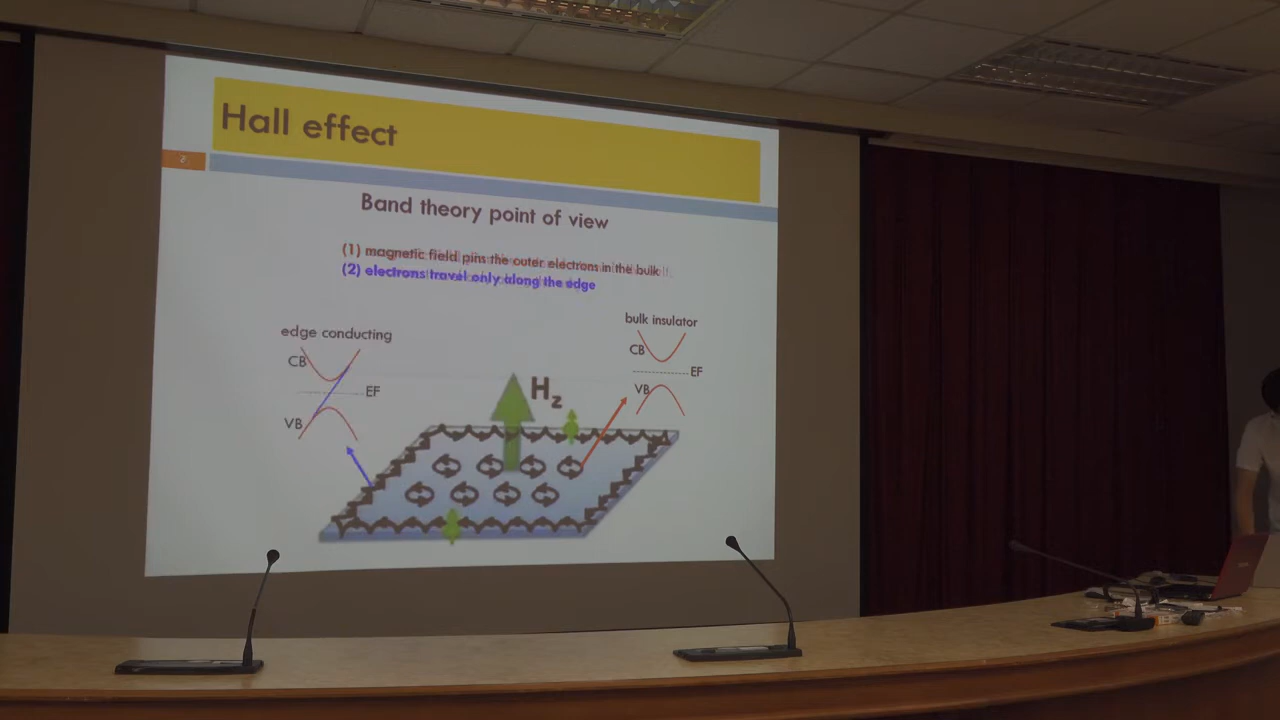 Hall effect
2
Band theory point of view
(1) magnetic field pins the outer electrons in the bulk
(2) electrons travel only along the edge
bulk insulator
CB
EF
VB
edge conducting
CB
EF
VB
Hz